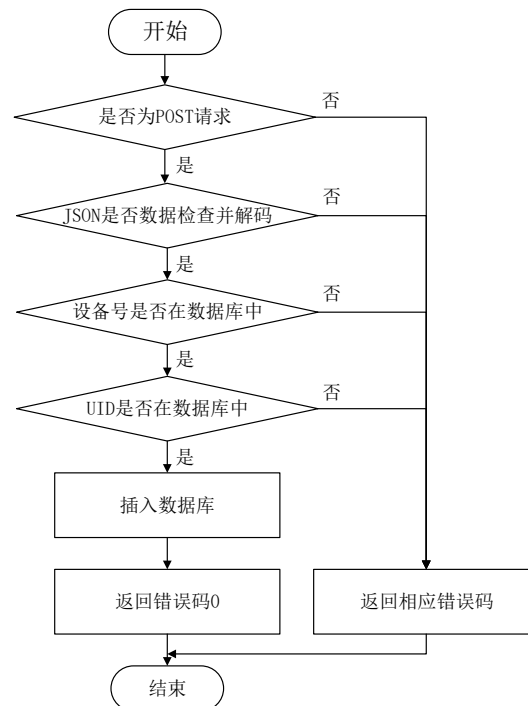 开始
是否为POST请求
否
是
JSON是否数据检查并解码
否
是
设备号是否在数据库中
否
是
UID是否在数据库中
否
是
插入数据库
返回错误码0
返回相应错误码
结束